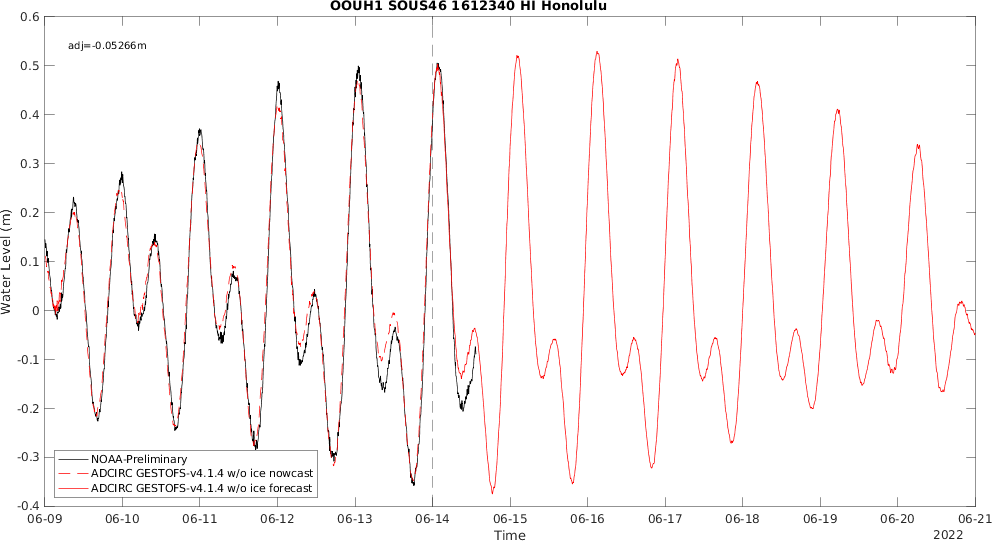 OOUH1 SOUS46 1612340 HI Honolulu
adj=-0.05266m
Water Level (m)
0.6
0.5
0.4
0.3
0.2
0.1
0
-0.1
-0.2
-0.3
-0.4
NOAA-Preliminary
ADCIRC GESTOFS-v4.1.4 w/o ice nowcast
ADCIRC GESTOFS-v4.1.4 w/o ice forecast
06-09 06-10 06-11 06-12 06-13 06-14 06-15 06-16 06-17 06-18 06-19 06-20 06-21
Time
2022